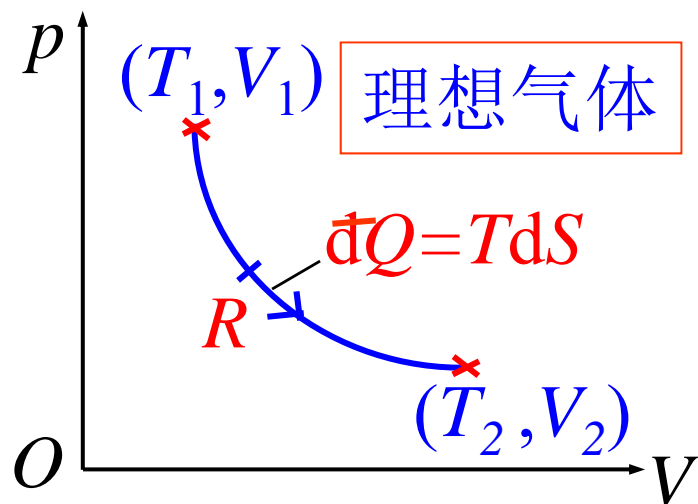 p
(T₁,V₁)
理想气体
đQ=TdS
R
(T₂,V₂)
O
V